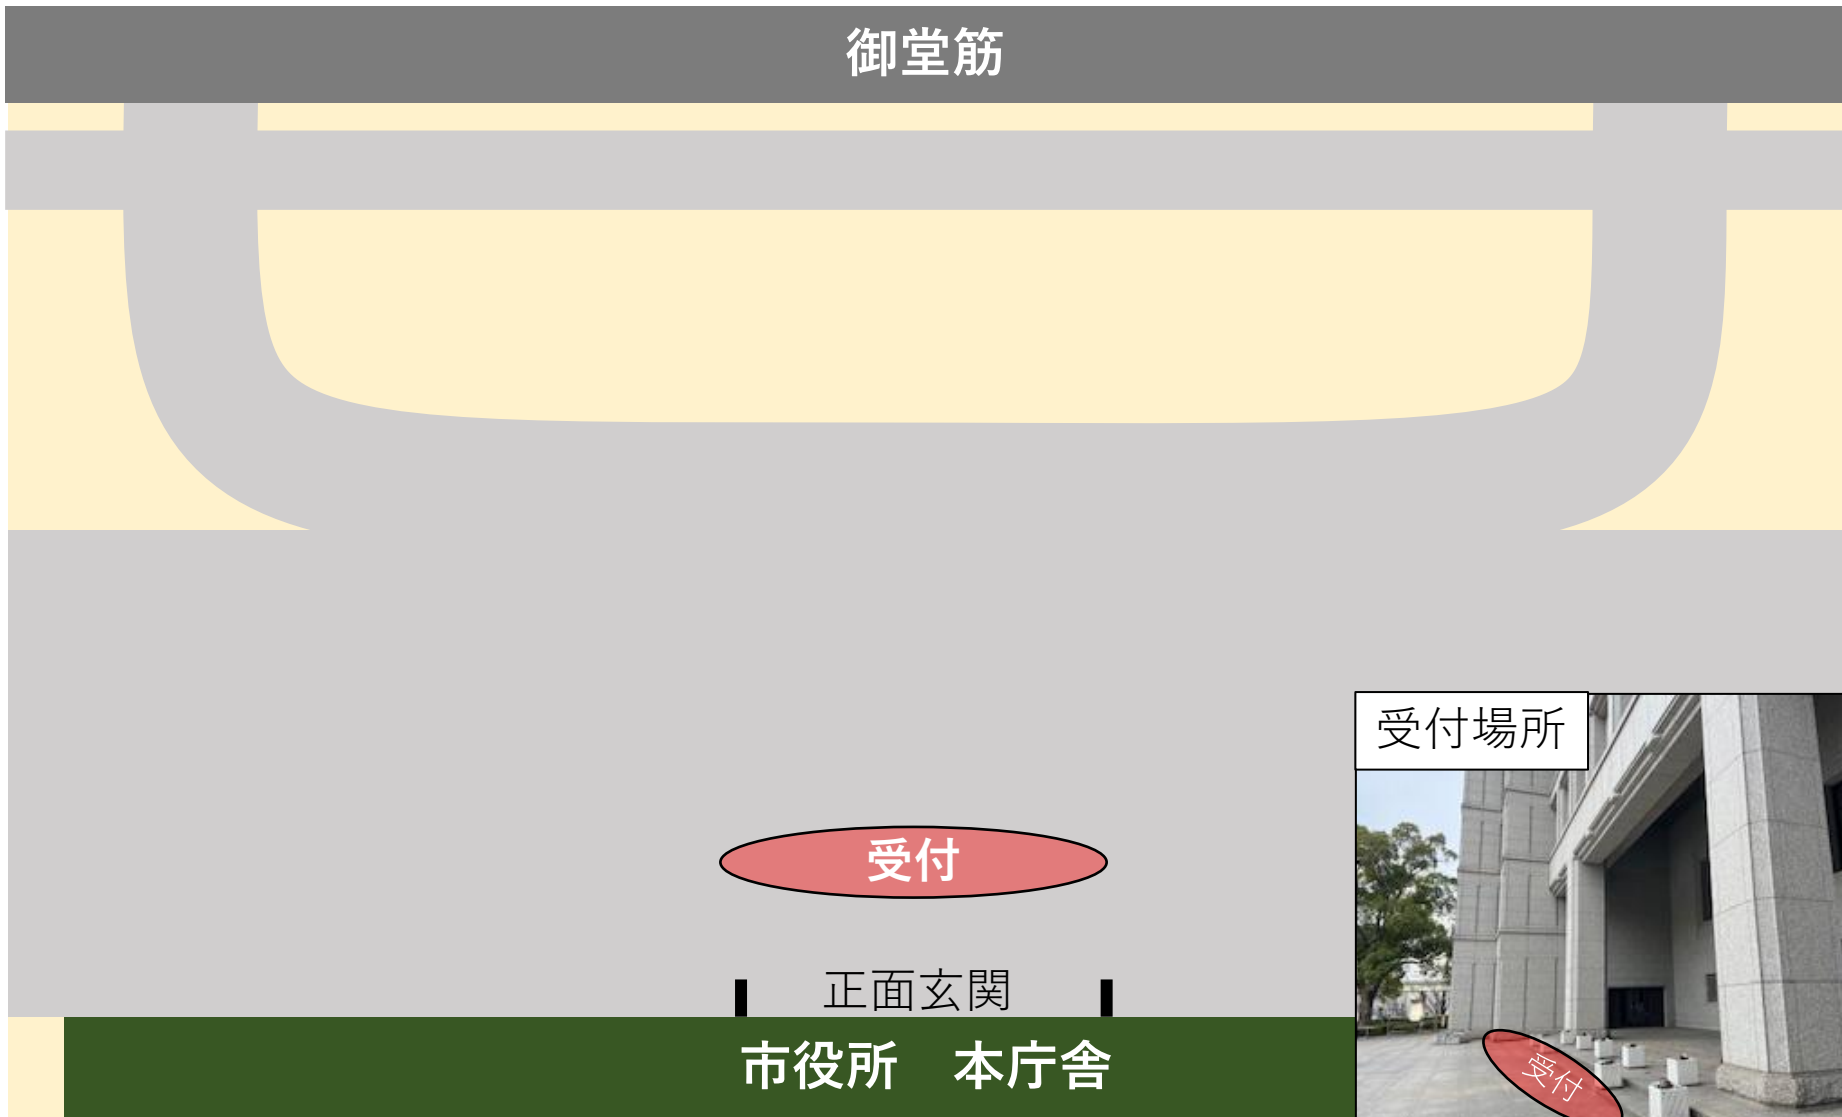 御堂筋
受付場所
受付
正面玄関
市役所　本庁舎
受付